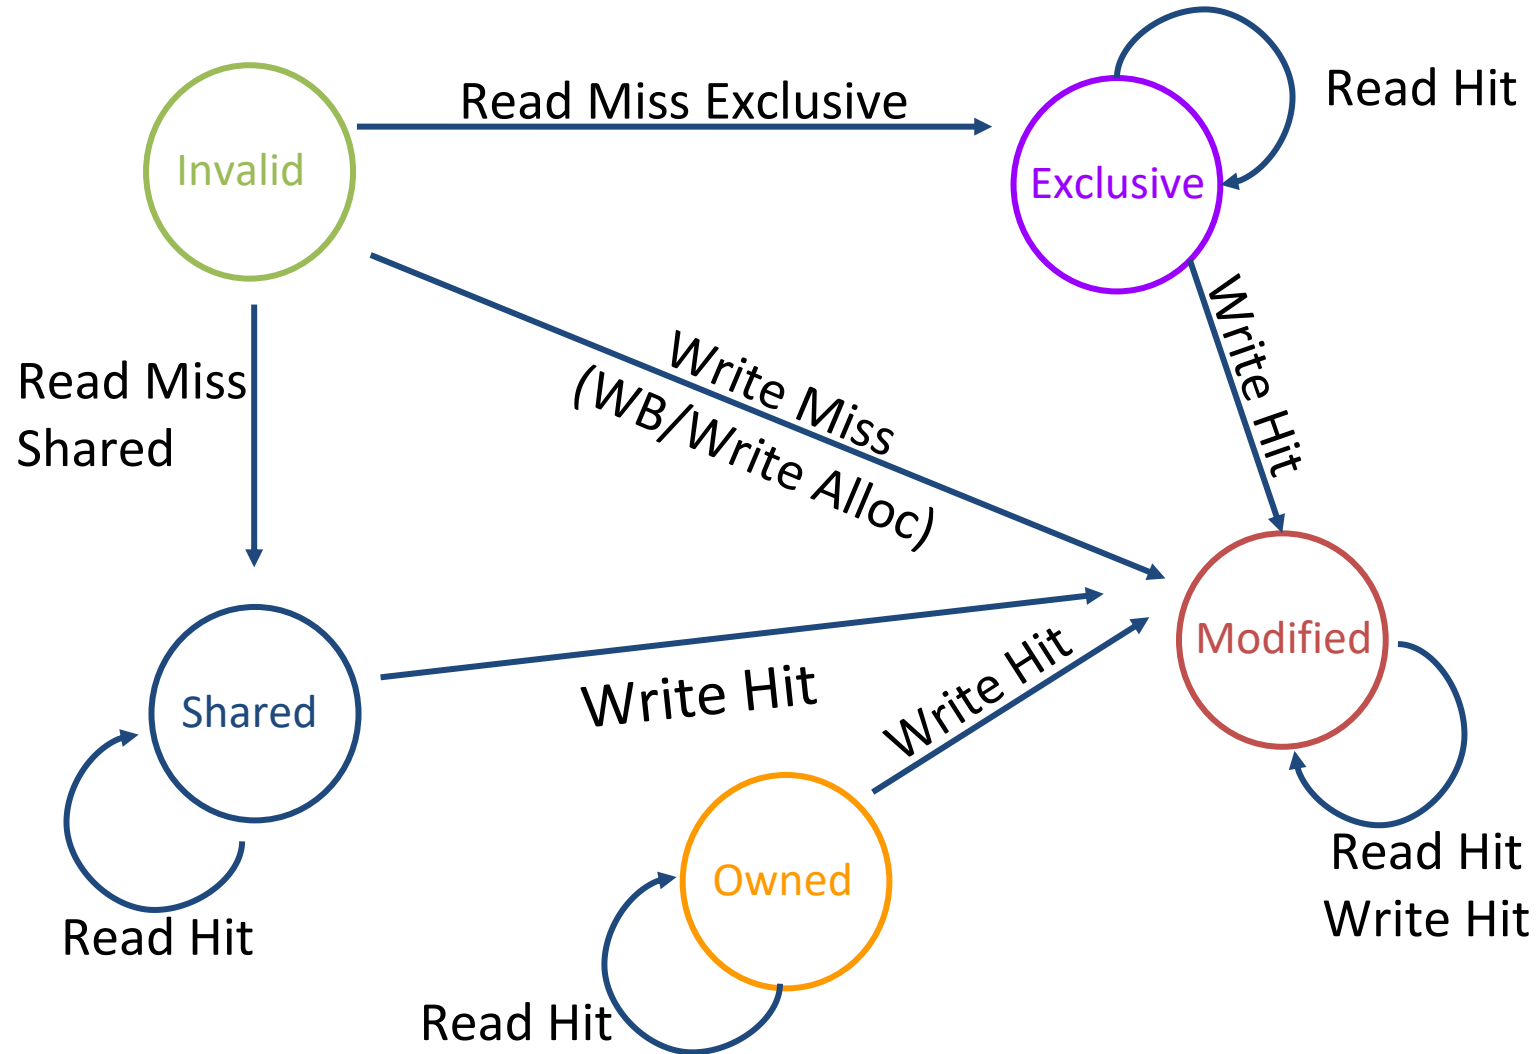 Read Miss Exclusive
Read Hit
Invalid
Exclusive
Write Hit
Read Miss
Shared
Write Miss
(WB/Write Alloc)
Modified
Shared
Write Hit
Write Hit
Owned
Read Hit
Write Hit
Read Hit
Read Hit